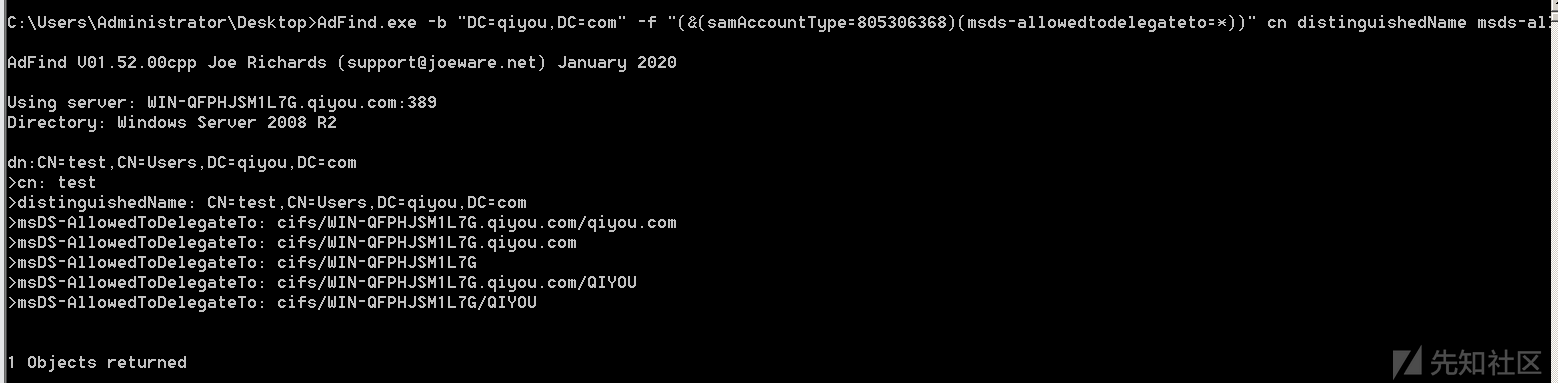 C:\Users\Administrator\Desktop>AdFind.exe -b "DC=qiyou,DC=com" -f "(&(samAccountType=805306368)(msds-allowedtodelegateto=*))" cn distinguishedName msds-al
AdFind V01.52.00cpp Joe Richards (support@joeware.net) January 2020
Using server: WIN-QFPHJSM1L7G.qiyou.com:389
Directory: Windows Server 2008 R2
dn:CN=test,CN=Users,DC=qiyou,DC=com
>cn: test
>distinguishedName: CN=test,CN=Users,DC=qiyou,DC=com
>msDS-AllowedToDelegateTo: cifs/WIN-QFPHJSM1L7G.qiyou.com/qiyou.com
>msDS-AllowedToDelegateTo: cifs/WIN-QFPHJSM1L7G.qiyou.com
>msDS-AllowedToDelegateTo: cifs/WIN-QFPHJSM1L7G
>msDS-AllowedToDelegateTo: cifs/WIN-QFPHJSM1L7G.qiyou.com/QIYOU
>msDS-AllowedToDelegateTo: cifs/WIN-QFPHJSM1L7G/QIYOU
1 Objects returned
先知社区